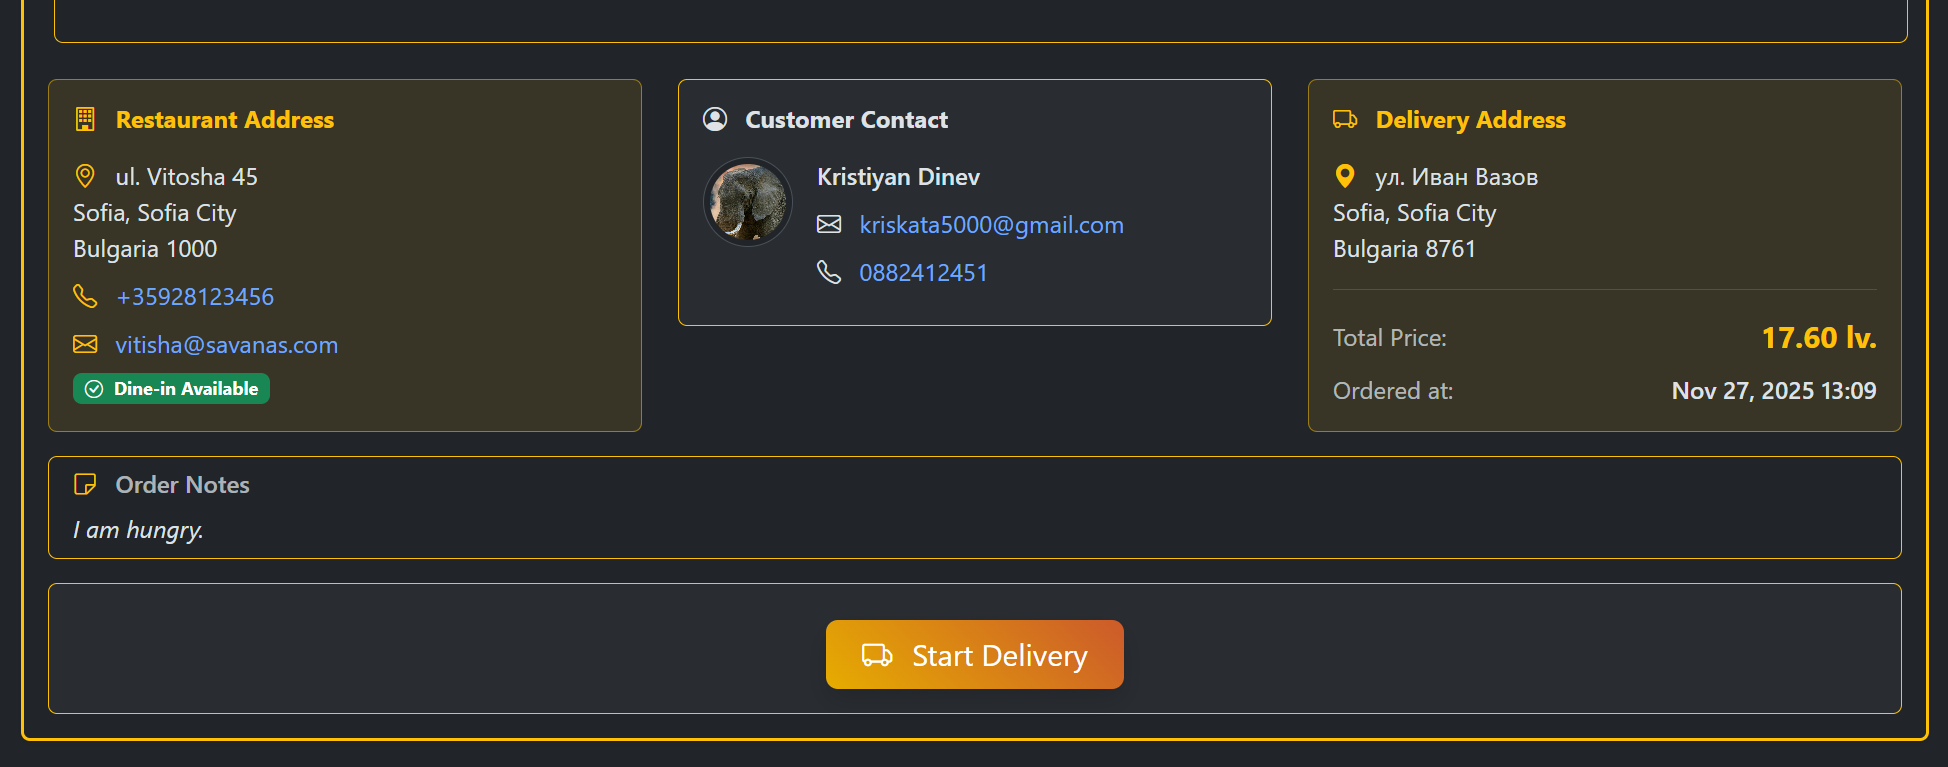 Restaurant Address
ul. Vitosha 45
Sofia, Sofia City
Bulgaria 1000
+35928123456
vitisha@savanas.com
Dine-in Available
Customer Contact
Kristiyan Dinev
kriskata5000@gmail.com
0882412451
Delivery Address
ул. Иван Вазов
Sofia, Sofia City
Bulgaria 8761
Total Price: 17.60 lv.
Ordered at: Nov 27, 2025 13:09
Order Notes
I am hungry.
Start Delivery